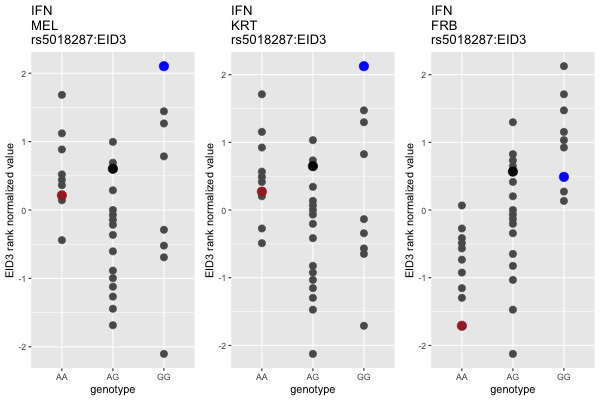 IFN
MEL
rs5018287:EID3
EID3 rank normalized value
2
1
0
-1
-2
AA
AG
GG
genotype
IFN
KRT
rs5018287:EID3
EID3 rank normalized value
2
1
0
-1
-2
AA
AG
GG
genotype
IFN
FRB
rs5018287:EID3
EID3 rank normalized value
2
1
0
-1
-2
AA
AG
GG
genotype